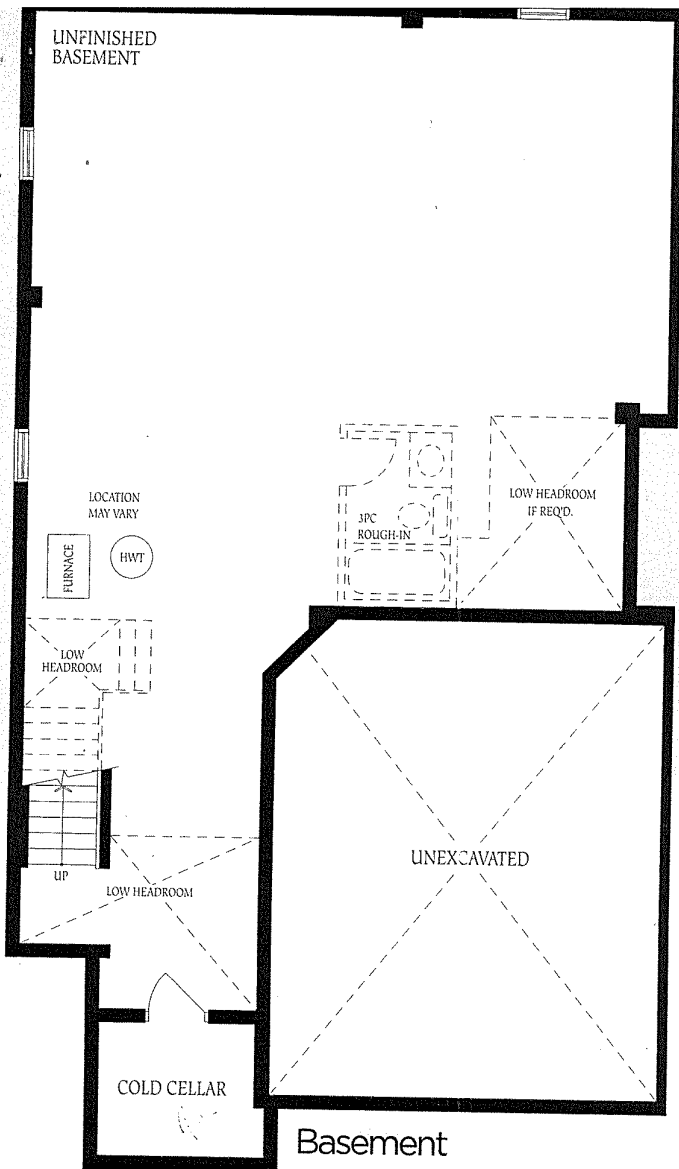 UNFINISHED
BASEMENT
LOCATION
MAY VARY
FURNACE
HWT
3PC
ROUGH-IN
LOW HEADROOM
IF REQ'D.
LOW
HEADROOM
UP
LOW HEADROOM
UNEXCAVATED
COLD CELLAR
Basement